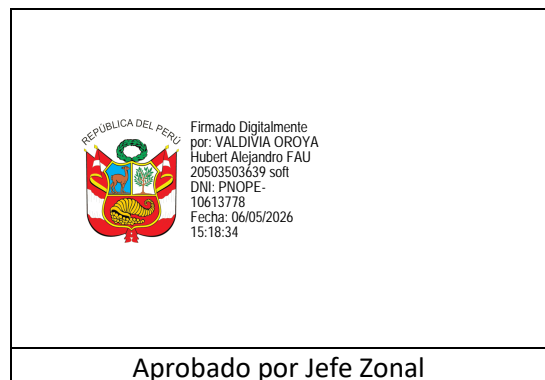 REPÚBLICA DEL PERÚ
Firmado Digitalmente
por: VALDIVIA OROYA
Hubert Alejandro FAU
20503503639 soft
DNI: PNOPE-
10613778
Fecha: 06/05/2026
15:18:34
Aprobado por Jefe Zonal